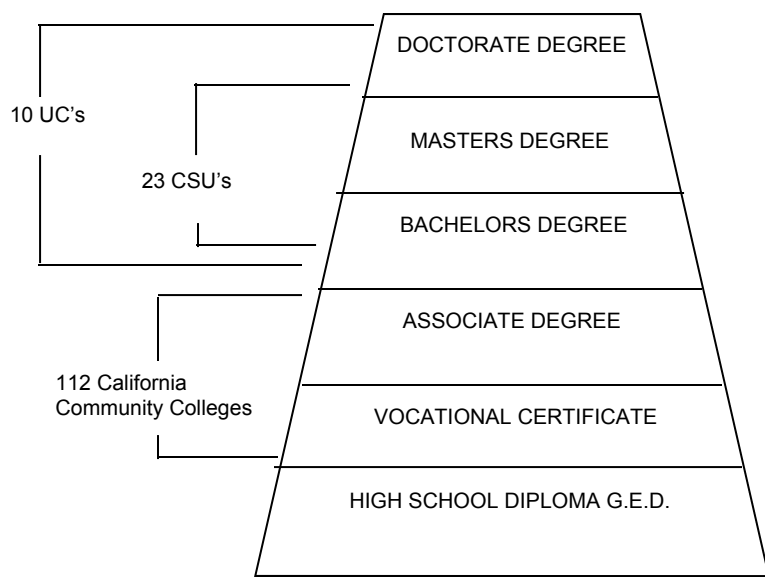 DOCTORATE DEGREE
10 UC's
MASTERS DEGREE
23 CSU's
BACHELORS DEGREE
ASSOCIATE DEGREE
112 California
Community Colleges
VOCATIONAL CERTIFICATE
HIGH SCHOOL DIPLOMA G.E.D.